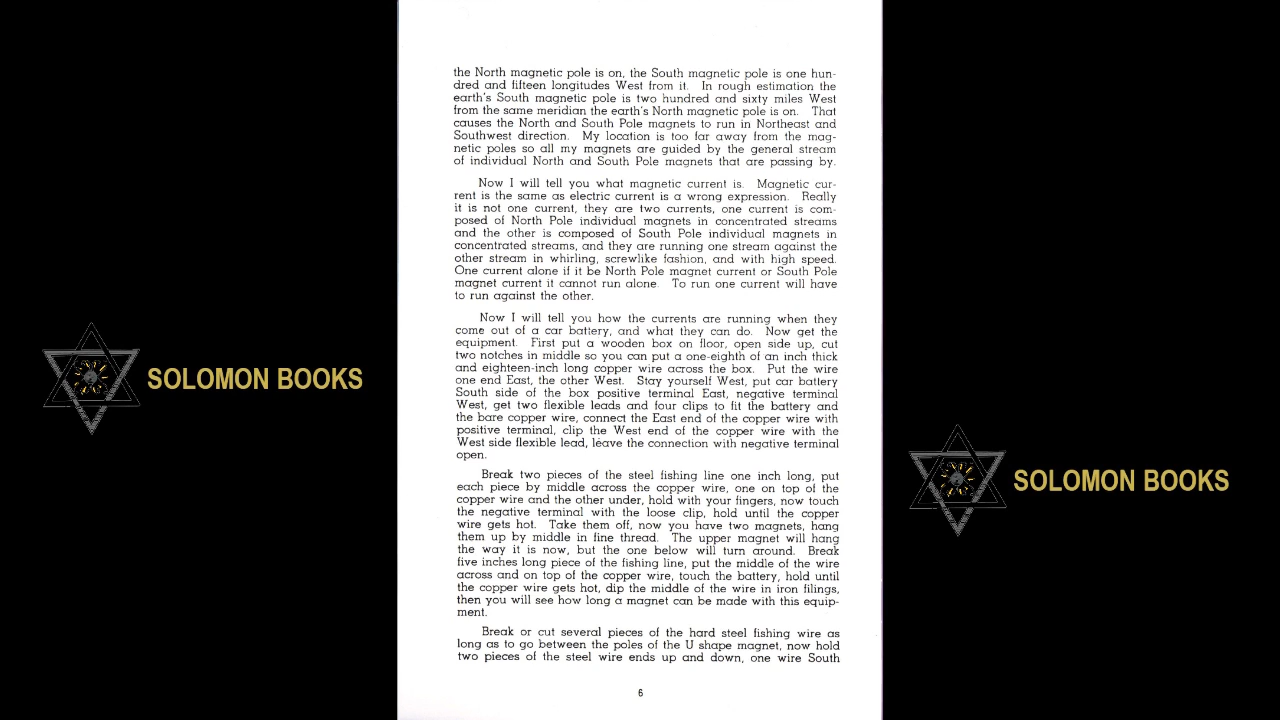 the North magnetic pole is on, the South magnetic pole is one hun-
dred and fifteen longitudes West from it. In rough estimation the
earth's South magnetic pole is two hundred and sixty miles West
from the same meridian the earth's North magnetic pole is on. That
causes the North and South Pole magnets to run in Northeast and
Southwest direction. My location is too far away from the mag-
netic poles so all my magnets are guided by the general stream
of individual North and South Pole magnets that are passing by.
Now I will tell you what magnetic current is. Magnetic cur-
rent is the same as electric current is a wrong expression. Really
it is not one current, they are two currents, one current is com-
posed of North Pole individual magnets in concentrated streams
and the other is composed of South Pole individual magnets in
concentrated streams, and they are running one stream against the
other stream in whirling, screwlike fashion, and with high speed.
One current alone if it be North Pole magnet current or South Pole
magnet current it cannot run alone. To run one current will have
to run against the other.
Now I will tell you how the currents are running when they
come out of a car battery, and what they can do. Now get the
equipment. First put a wooden box on floor, open side up, cut
two notches in middle so you can put a one-eighth of an inch thick
and eighteen-inch long copper wire across the box. Put the wire
one end East, the other West. Stay yourself West, put car battery
South side of the box positive terminal East, negative terminal
West, get two flexible leads and four clips to fit the battery and
the bare copper wire, connect the East end of the copper wire with
positive terminal, clip the West end of the copper wire with the
West side flexible lead, leave the connection with negative terminal
open.
Break two pieces of the steel fishing line one inch long, put
each piece by middle across the copper wire, one on top of the
copper wire and the other under, hold with your fingers, now touch
the negative terminal with the loose clip, hold until the copper
wire gets hot. Take them off, now you have two magnets, hang
them up by middle in fine thread. The upper magnet will hang
the way it is now, but the one below will turn around. Break
five inches long piece of the fishing line, put the middle of the wire
across and on top of the copper wire, touch the battery, hold until
the copper wire gets hot, dip the middle of the wire in iron filings,
then you will see how long a magnet can be made with this equip-
ment.
Break or cut several pieces of the hard steel fishing wire as
long as to go between the poles of the U shape magnet, now hold
two pieces of the steel wire ends up and down, one wire South
6
SOLOMON BOOKS
SOLOMON BOOKS